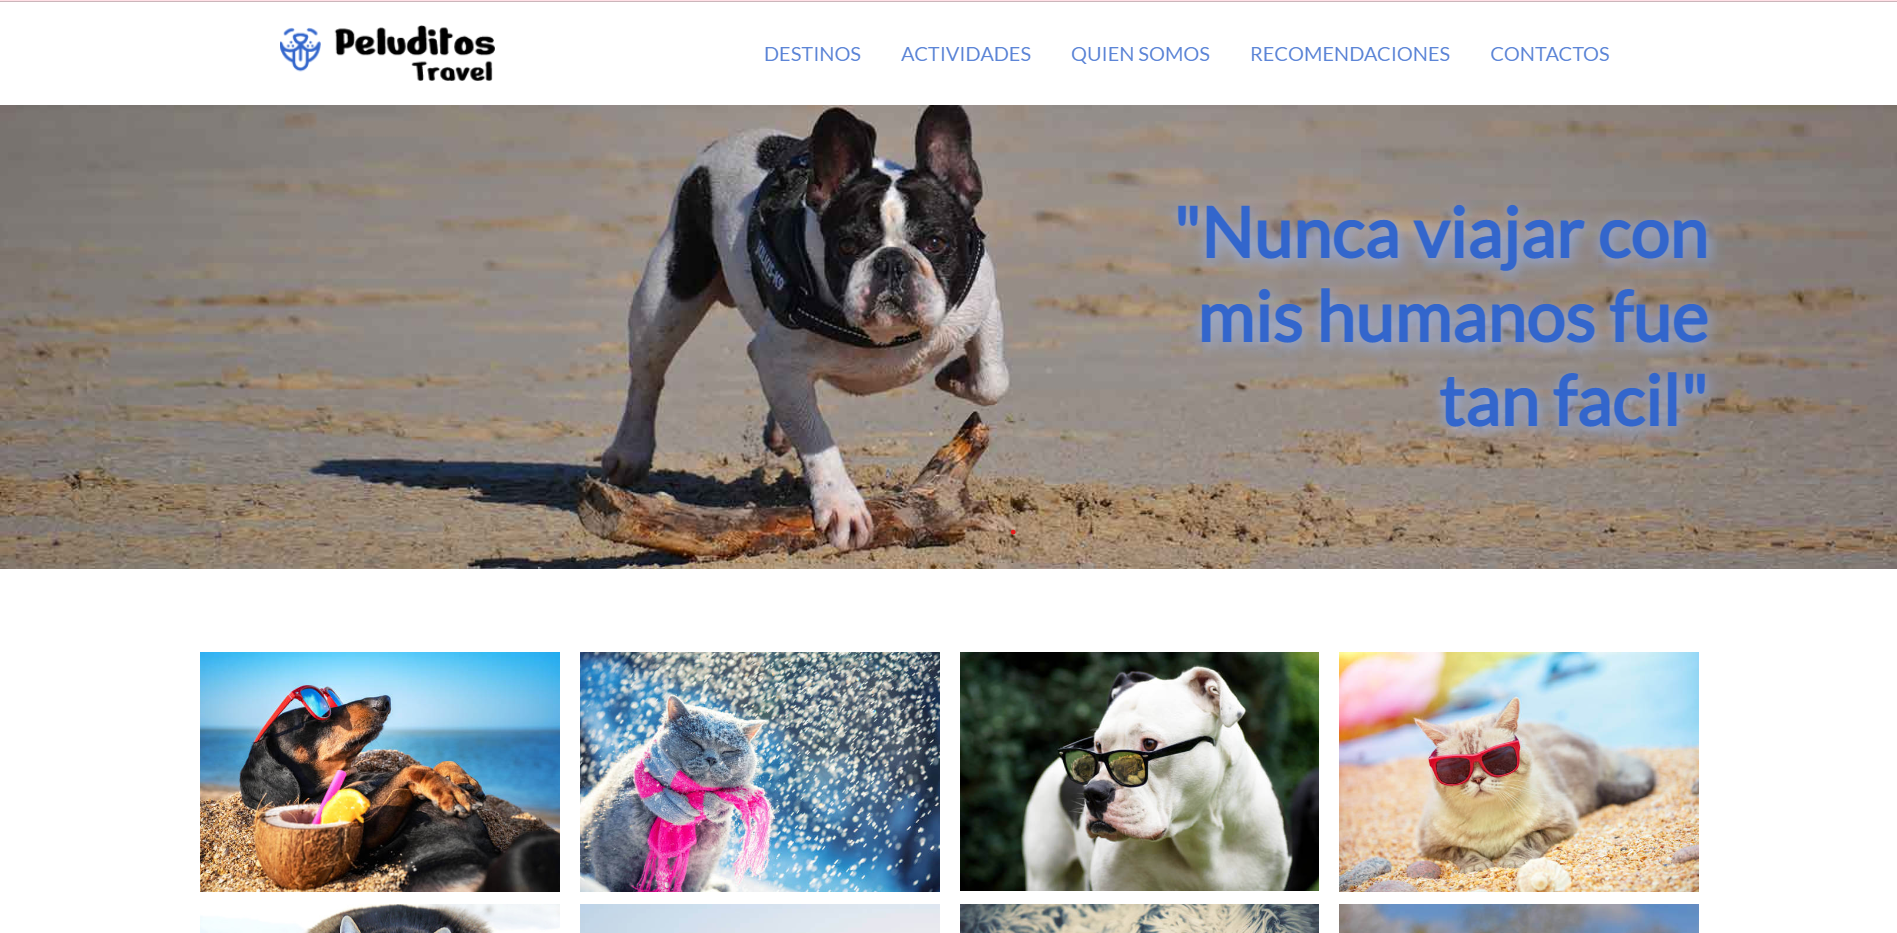 Peluditos
Travel
DESTINOS ACTIVIDADES QUIEN SOMOS RECOMENDACIONES CONTACTOS
"Nunca viajar con
mis humanos fue
tan facil"